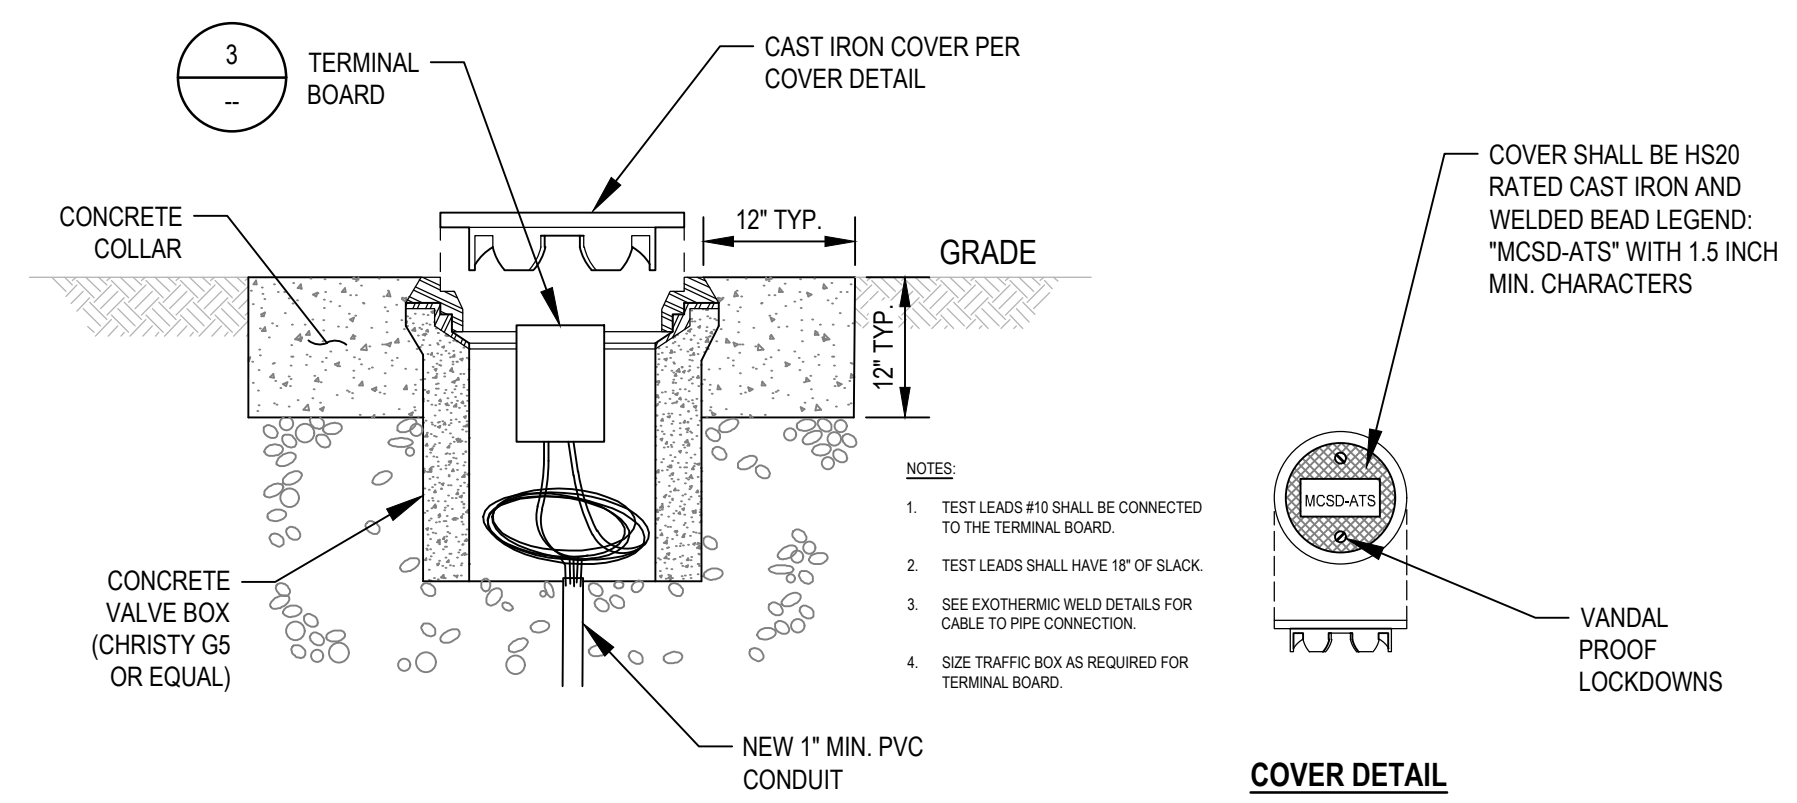 3
--
TERMINAL
BOARD
CAST IRON COVER PER
COVER DETAIL
CONCRETE
COLLAR
12" TYP.
GRADE
12" TYP.
COVER SHALL BE HS20
RATED CAST IRON AND
WELDED BEAD LEGEND:
"MCSD-ATS" WITH 1.5 INCH
MIN. CHARACTERS
NOTES:
1. TEST LEADS #10 SHALL BE CONNECTED
TO THE TERMINAL BOARD.
2. TEST LEADS SHALL HAVE 18" OF SLACK.
3. SEE EXOTHERMIC WELD DETAILS FOR
CABLE TO PIPE CONNECTION.
4. SIZE TRAFFIC BOX AS REQUIRED FOR
TERMINAL BOARD.
MCSD-ATS
CONCRETE
VALVE BOX
(CHRISTY G5
OR EQUAL)
VANDAL
PROOF
LOCKDOWNS
NEW 1" MIN. PVC
CONDUIT
COVER DETAIL